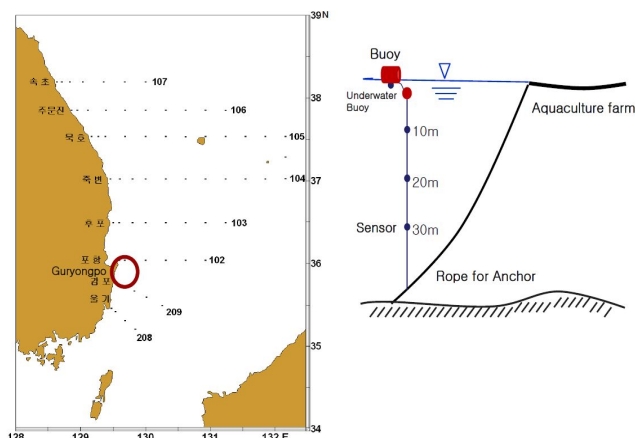 39N
속초
107
38
주문진
106
묵호
105
죽변
104
37
후포
103
포항
102
Guryongpo
36
감포
울기
209
208
35
34
128
129
130
131
132 E
Buoy
Underwater
Buoy
Aquaculture farm
10m
20m
Sensor
30m
Rope for Anchor